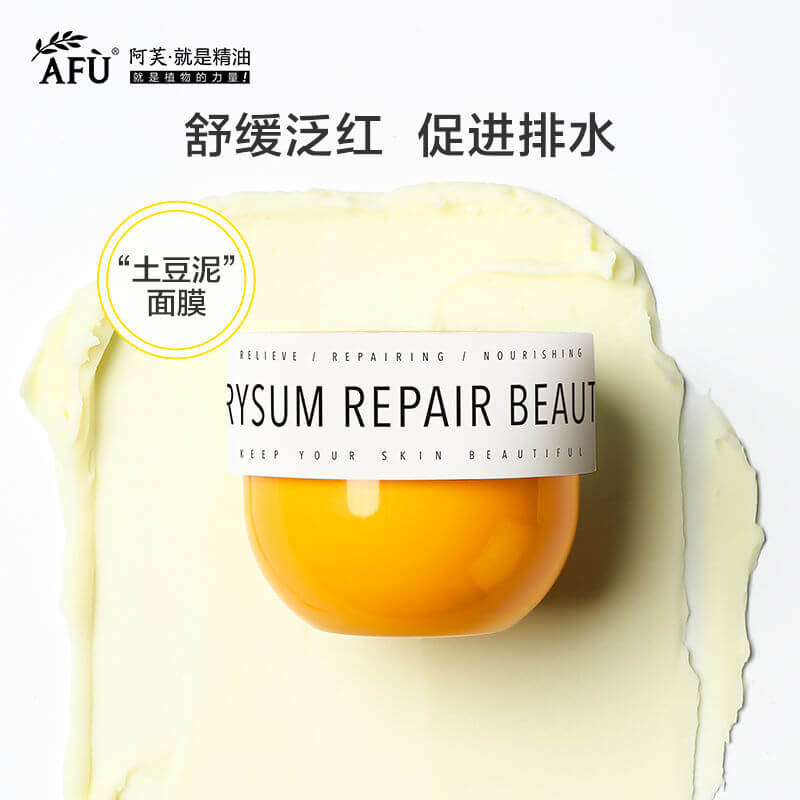 AFÙ® 阿芙·就是精油
就是植物的力量!
舒缓泛红 促进排水
“土豆泥”
面膜
RELIEVE / REPAIRING / NOURISHING
RYSUM REPAIR BEAUT
KEEP YOUR SKIN BEAUTIFUL